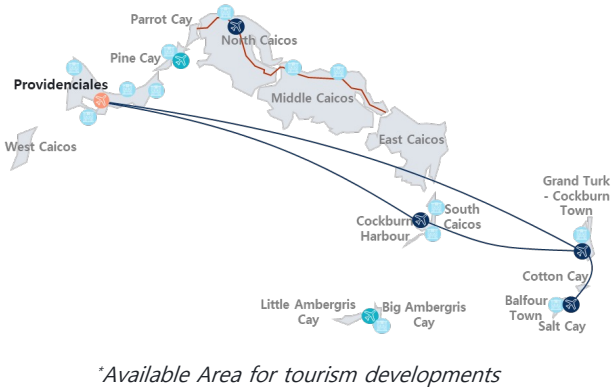 Parrot Cay
North Caicos
Pine Cay
Providenciales
Middle Caicos
East Caicos
West Caicos
Grand Turk
- Cockburn
Town
South
Caicos
Cockburn
Harbour
Cotton Cay
Little Ambergris
Cay
Big Ambergris
Cay
Balfour
Town
Salt Cay
*Available Area for tourism developments